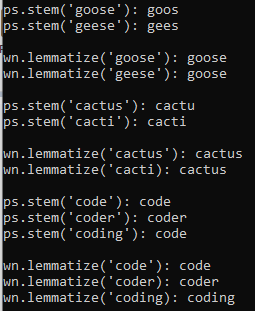 ps.stem('goose'): goos
ps.stem('geese'): gees
wn.lemmatize('goose'): goose
wn.lemmatize('geese'): goose
ps.stem('cactus'): cactu
ps.stem('cacti'): cacti
wn.lemmatize('cactus'): cactus
wn.lemmatize('cacti): cactus
ps.stem('code'): code
ps.stem('coder'): coder
ps.stem('coding'): code
wn.lemmatize('code'): code
wn.lemmatize('coder): coder
wn.lemmatize('coding): coding